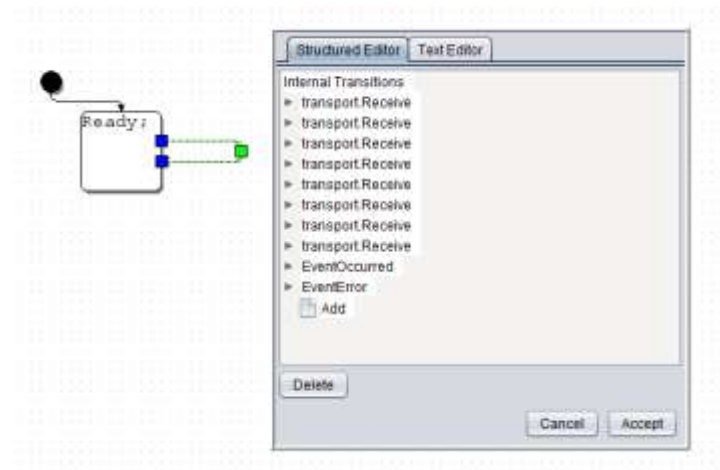 Structured Editor Text Editor
Internal Transitions
Ready;
transport.Receive
transport.Receive
transport.Receive
transport.Receive
transport.Receive
transport.Receive
transport.Receive
transport.Receive
EventOccurred
EventError
Add
Delete
Cancel Accept